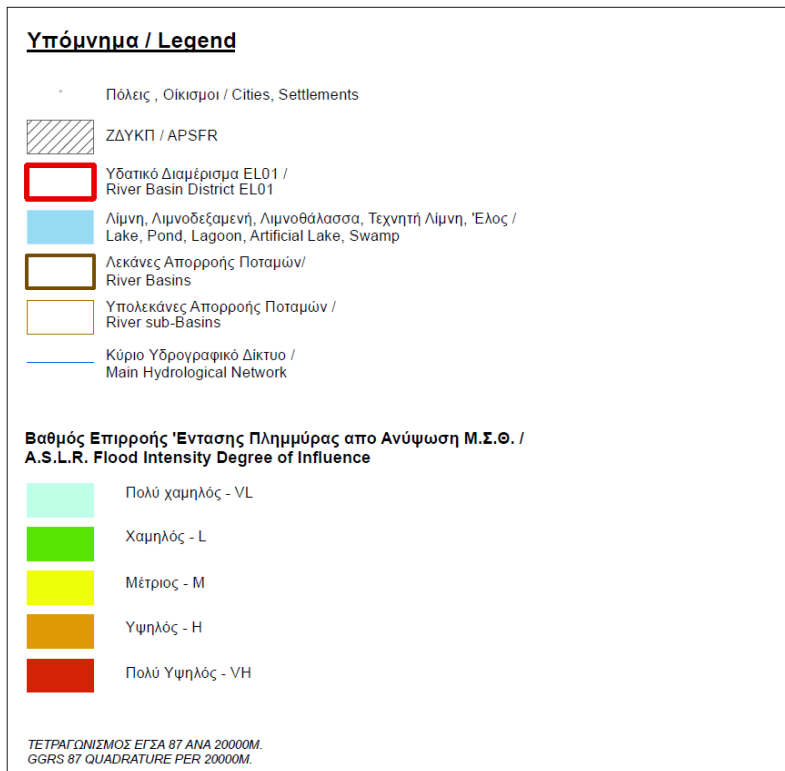 Υπόμνημα / Legend
Πόλεις , Οίκισμοι / Cities, Settlements
ΖΔΥΚΠ / APSFR
Υδατικό Διαμέρισμα EL01 /
River Basin District EL01
Λίμνη, Λιμνοδεξαμενή, Λιμνοθάλασσα, Τεχνητή Λίμνη, 'Ελος /
Lake, Pond, Lagoon, Artificial Lake, Swamp
Λεκάνες Απορροής Ποταμών/
River Basins
Υπολεκάνες Απορροής Ποταμών /
River sub-Basins
Κύριο Υδρογραφικό Δίκτυο /
Main Hydrological Network
Βαθμός Επιρροής 'Εντασης Πλημμύρας απο Ανύψωση Μ.Σ.Θ. /
A.S.L.R. Flood Intensity Degree of Influence
Πολύ χαμηλός - VL
Χαμηλός - L
Μέτριος - M
Υψηλός - H
Πολύ Υψηλός - VH
ΤΕΤΡΑΓΩΝΙΣΜΟΣ ΕΓΣΑ 87 ΑΝΑ 20000Μ.
GGRS 87 QUADRATURE PER 20000M.